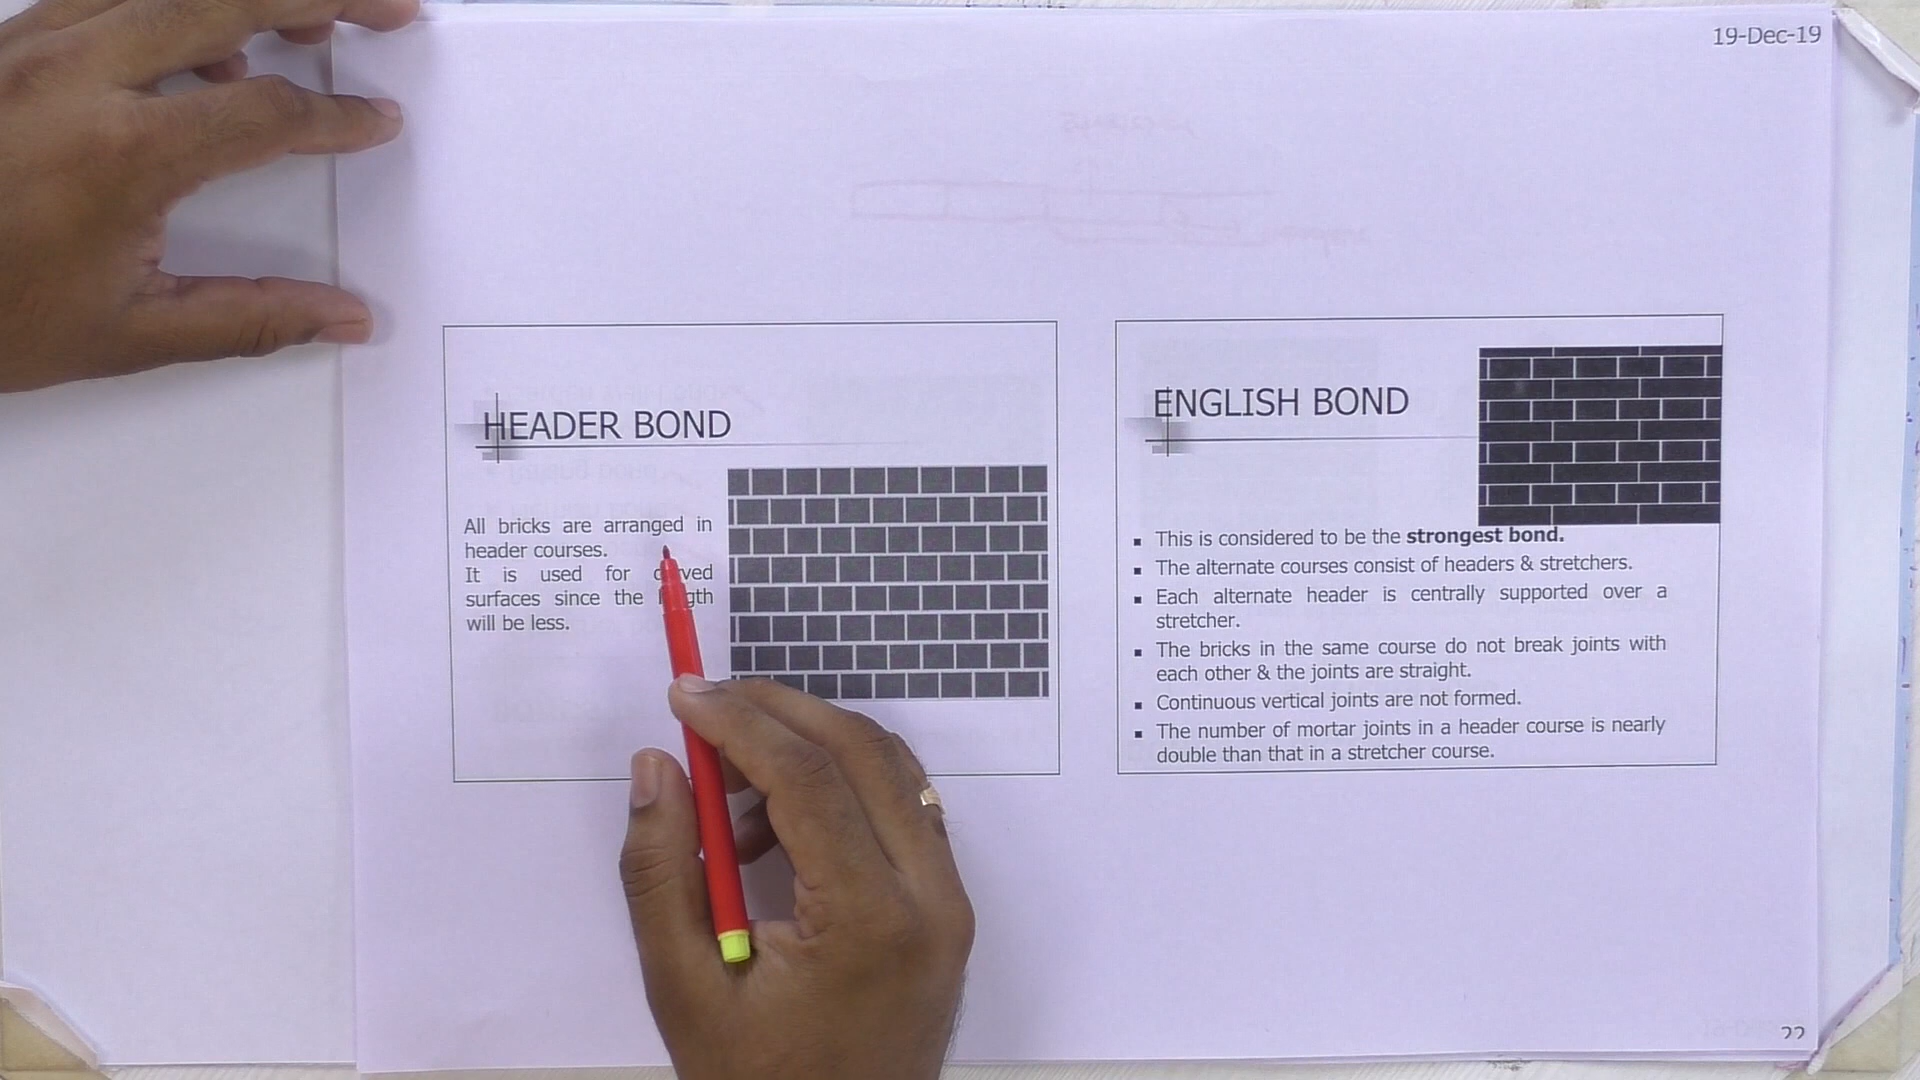 19-Dec-19
HEADER BOND
All bricks are arranged in
header courses.
It is used for curved
surfaces since the length
will be less.
ENGLISH BOND
This is considered to be the strongest bond.
The alternate courses consist of headers & stretchers.
Each alternate header is centrally supported over a
stretcher.
The bricks in the same course do not break joints with
each other & the joints are straight.
Continuous vertical joints are not formed.
The number of mortar joints in a header course is nearly
double than that in a stretcher course.
22